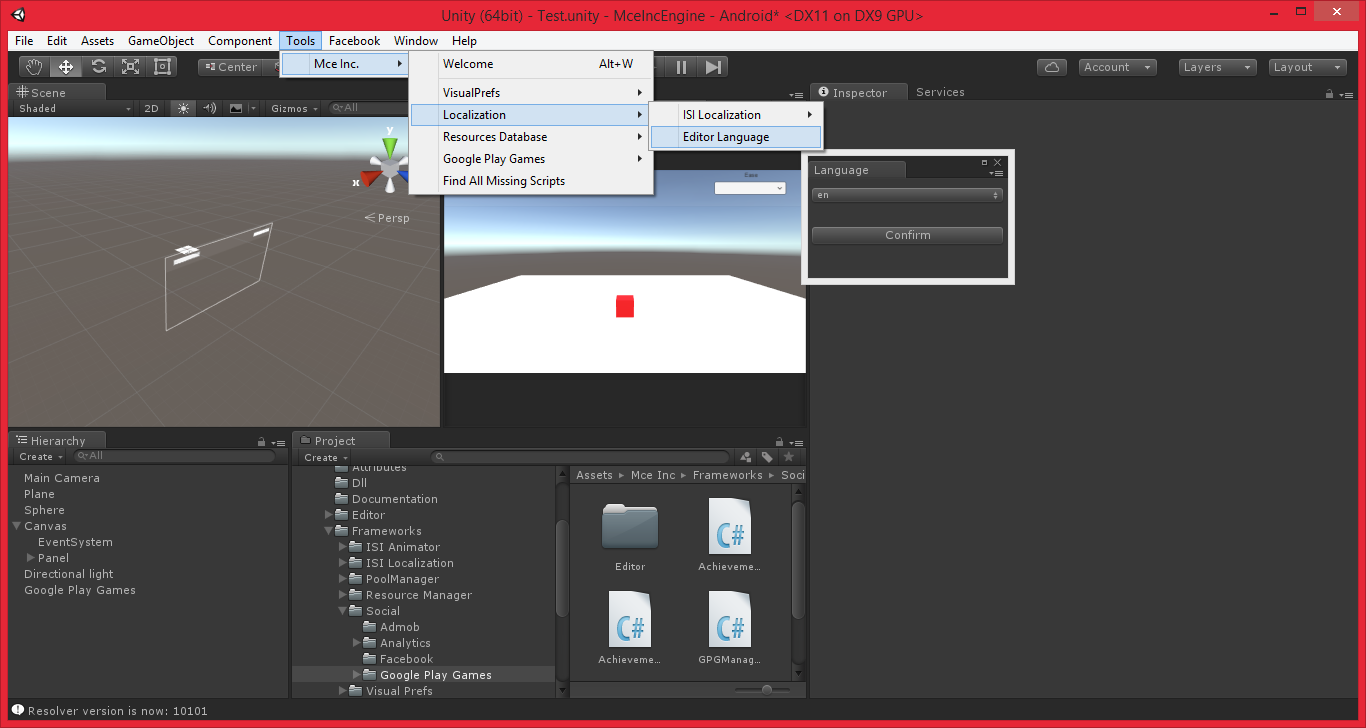 Unity (64bit) - Test.unity - MceIncEngine - Android* <DX11 on DX9 GPU>
File Edit Assets GameObject Component Tools Facebook Window Help
Center
Account Layers Layout
Mce Inc.
Welcome Alt+W
VisualPrefs
Localization
Resources Database
Google Play Games
Find All Missing Scripts
ISI Localization
Editor Language
Scene
Shaded 2D Gizmos All
y
x
Persp
Inspector Services
Language
en
Confirm
Hierarchy
Create All
Main Camera
Plane
Sphere
Canvas
EventSystem
Panel
Directional light
Google Play Games
Project
Create
Attributes
Dll
Documentation
Editor
Frameworks
ISI Animator
ISI Localization
PoolManager
Resource Manager
Social
Admob
Analytics
Facebook
Google Play Games
Visual Prefs
Assets Mce Inc Frameworks Soci
Editor
C#
Achieveme...
C#
Achieveme...
C#
GPGManag...
Resolver version is now: 10101